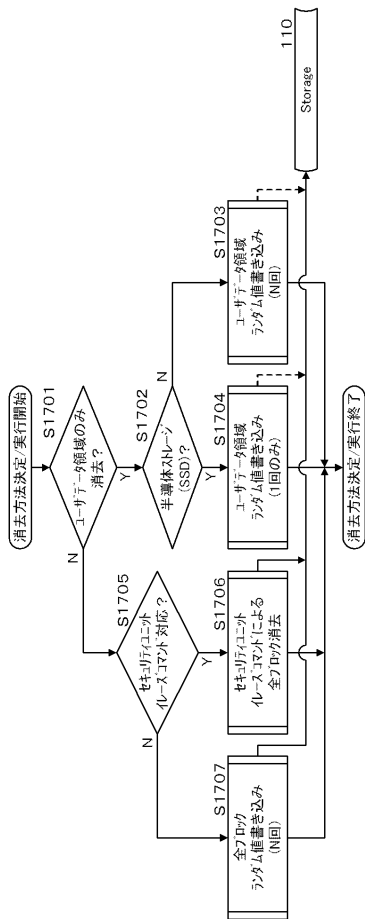 消去方法決定/実行開始
S1701
ユーザデータ領域のみ
消去?
N
Y
S1702
半導体ストレージ
(SSD)?
N
Y
S1705
セキュリティユニット
イレーズコマンド対応?
N
Y
S1703
ユーザデータ領域
ランダム値書き込み
(N回)
S1704
ユーザデータ領域
ランダム値書き込み
(1回のみ)
S1706
セキュリティユニット
イレーズコマンドによる
全ブロック消去
S1707
全ブロック
ランダム値書き込み
(N回)
110
Storage
消去方法決定/実行終了